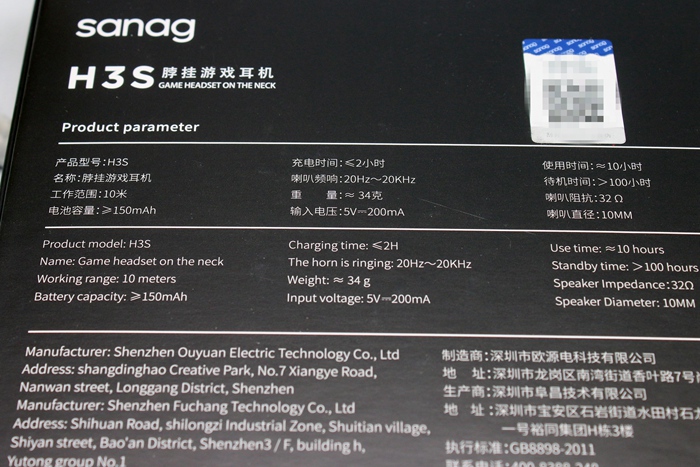 sanag
H3S 脖挂游戏耳机
GAME HEADSET ON THE NECK
Product parameter
产品型号:H3S
名称:脖挂游戏耳机
工作范围:10米
电池容量:≥150mAh
充电时间:≤2小时
喇叭频响:20Hz～20KHz
重 量:≈ 34克
输入电压:5V⎓200mA
使用时间:≈10小时
待机时间:＞100小时
喇叭阻抗:32 Ω
喇叭直径:10MM
Product model: H3S
Name: Game headset on the neck
Working range: 10 meters
Battery capacity: ≥150mAh
Charging time: ≤2H
The horn is ringing: 20Hz～20KHz
Weight: ≈ 34 g
Input voltage: 5V⎓200mA
Use time: ≈10 hours
Standby time: ＞100 hours
Speaker Impedance:32Ω
Speaker Diameter: 10MM
Manufacturer: Shenzhen Ouyuan Electric Technology Co., Ltd
Address: shangdinghao Creative Park, No.7 Xiangye Road,
Nanwan street, Longgang District, Shenzhen
Manufacturer: Shenzhen Fuchang Technology Co., Ltd
Address: Shihuan Road, shilongzi Industrial Zone, Shuitian village,
Shiyan street, Bao'an District, Shenzhen3 / F, building h,
Yutong group No.1
制造商:深圳市欧源电科技有限公司
地 址:深圳市龙岗区南湾街道香叶路7号
生产商:深圳市阜昌技术有限公司
地 址:深圳市宝安区石岩街道水田村石
一号裕同集团H栋3楼
执行标准:GB8898-2011